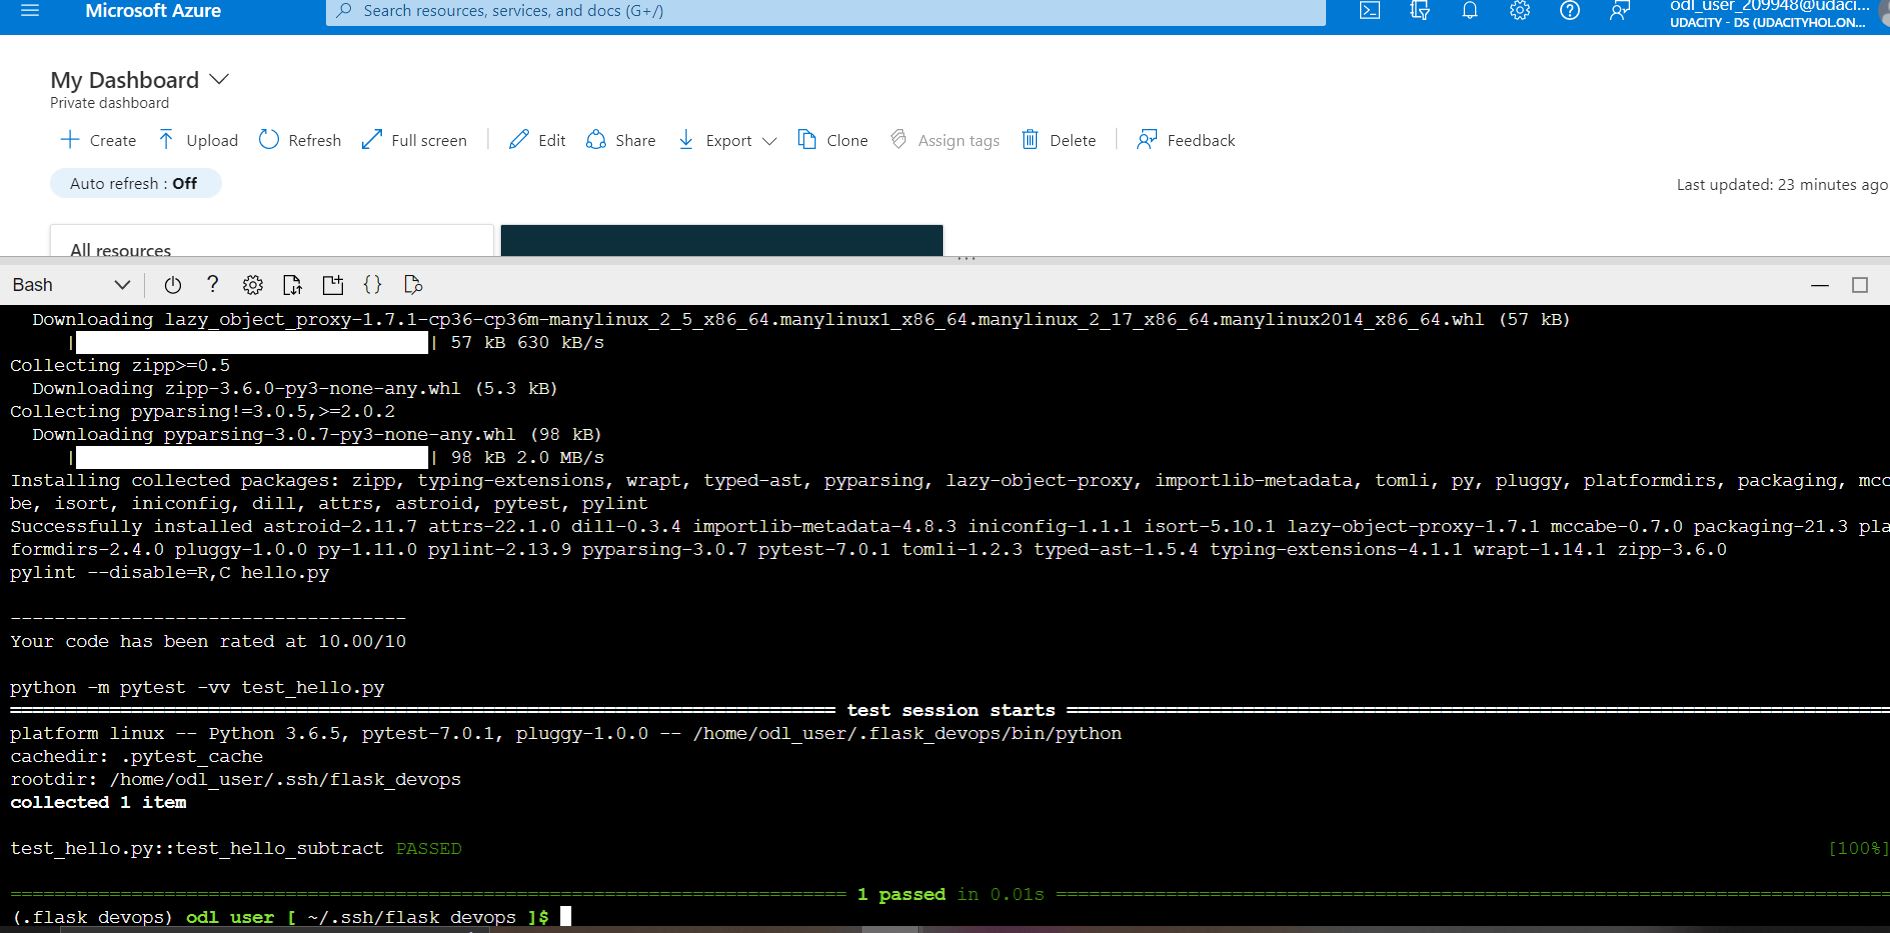 Microsoft Azure
Search resources, services, and docs (G+/)
odl_user_209948@udaci...
UDACITY - DS (UDACITYHOL.ON...
My Dashboard
Private dashboard
Create Upload Refresh Full screen Edit Share Export Clone Assign tags Delete Feedback
Auto refresh : Off
Last updated: 23 minutes ago
All resources
Bash
Downloading lazy_object_proxy-1.7.1-cp36-cp36m-manylinux_2_5_x86_64.manylinux1_x86_64.manylinux_2_17_x86_64.manylinux2014_x86_64.whl (57 kB)
| | 57 kB 630 kB/s
Collecting zipp>=0.5
Downloading zipp-3.6.0-py3-none-any.whl (5.3 kB)
Collecting pyparsing!=3.0.5,>=2.0.2
Downloading pyparsing-3.0.7-py3-none-any.whl (98 kB)
| | 98 kB 2.0 MB/s
Installing collected packages: zipp, typing-extensions, wrapt, typed-ast, pyparsing, lazy-object-proxy, importlib-metadata, tomli, py, pluggy, platformdirs, packaging, mcc
be, isort, iniconfig, dill, attrs, astroid, pytest, pylint
Successfully installed astroid-2.11.7 attrs-22.1.0 dill-0.3.4 importlib-metadata-4.8.3 iniconfig-1.1.1 isort-5.10.1 lazy-object-proxy-1.7.1 mccabe-0.7.0 packaging-21.3 pla
formdirs-2.4.0 pluggy-1.0.0 py-1.11.0 pylint-2.13.9 pyparsing-3.0.7 pytest-7.0.1 tomli-1.2.3 typed-ast-1.5.4 typing-extensions-4.1.1 wrapt-1.14.1 zipp-3.6.0
pylint --disable=R,C hello.py
------------------------------------
Your code has been rated at 10.00/10
python -m pytest -vv test_hello.py
=========================================================================== test session starts ===========================================================================
platform linux -- Python 3.6.5, pytest-7.0.1, pluggy-1.0.0 -- /home/odl_user/.flask_devops/bin/python
cachedir: .pytest_cache
rootdir: /home/odl_user/.ssh/flask_devops
collected 1 item
test_hello.py::test_hello_subtract PASSED [100%]
============================================================================ 1 passed in 0.01s ============================================================================
(.flask_devops) odl_user [ ~/.ssh/flask_devops ]$